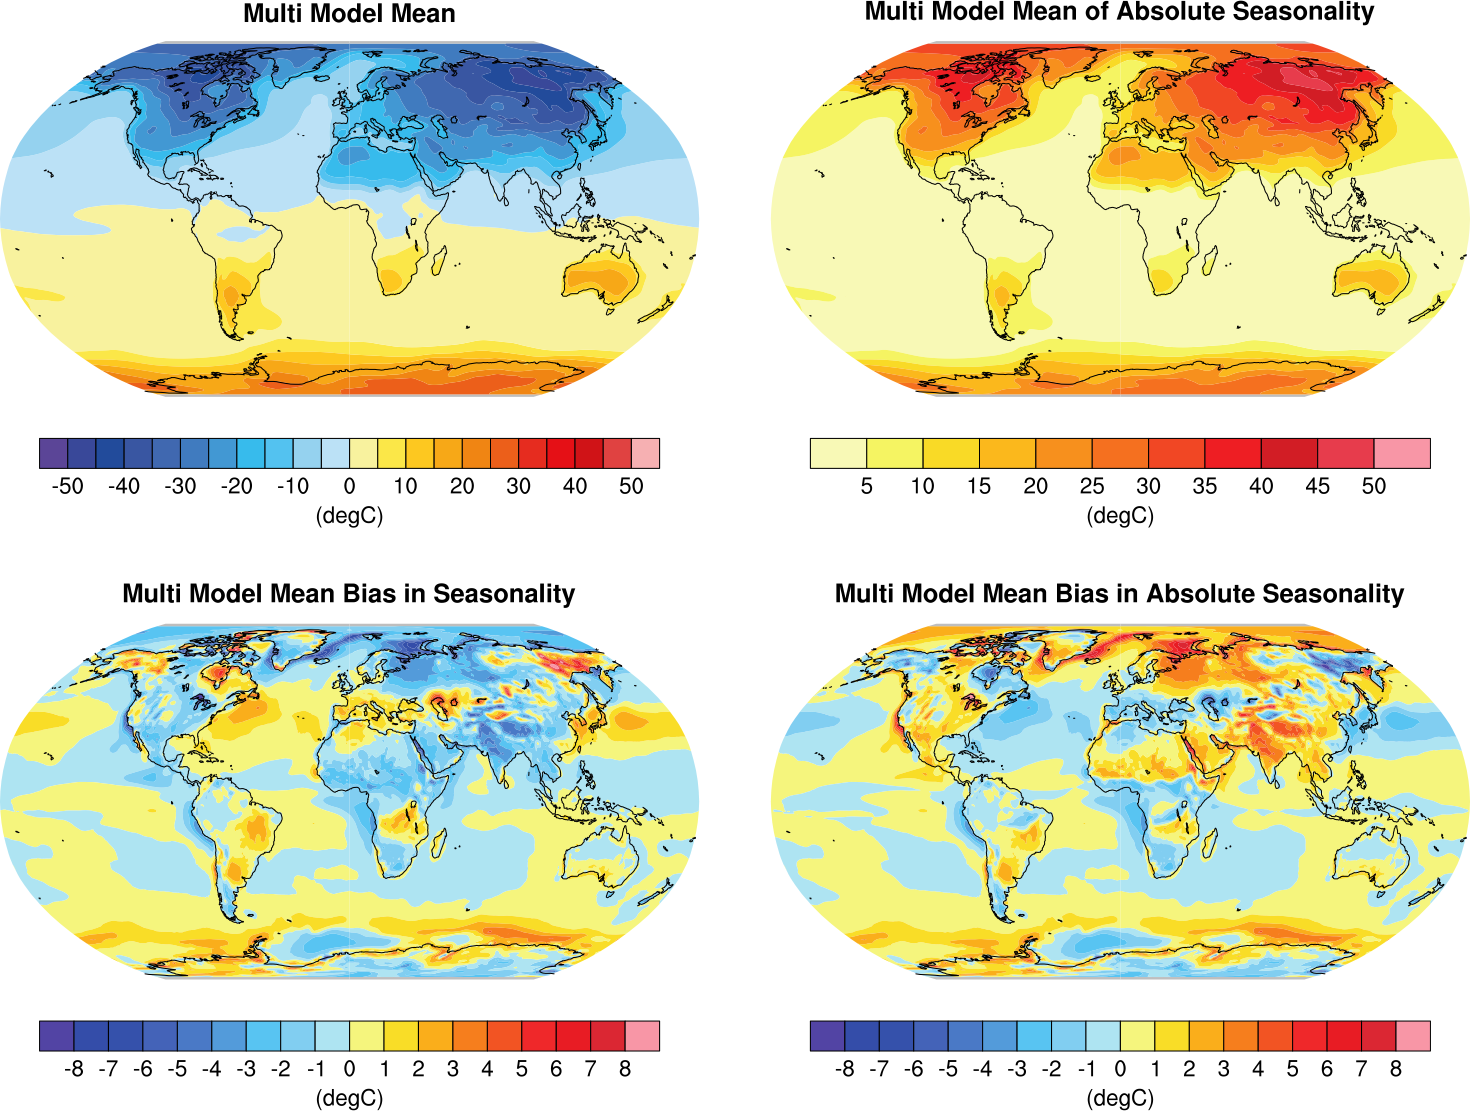 Multi Model Mean
Multi Model Mean of Absolute Seasonality
-50 -40 -30 -20 -10 0 10 20 30 40 50
(degC)
5 10 15 20 25 30 35 40 45 50
(degC)
Multi Model Mean Bias in Seasonality
Multi Model Mean Bias in Absolute Seasonality
-8 -7 -6 -5 -4 -3 -2 -1 0 1 2 3 4 5 6 7 8
(degC)
-8 -7 -6 -5 -4 -3 -2 -1 0 1 2 3 4 5 6 7 8
(degC)